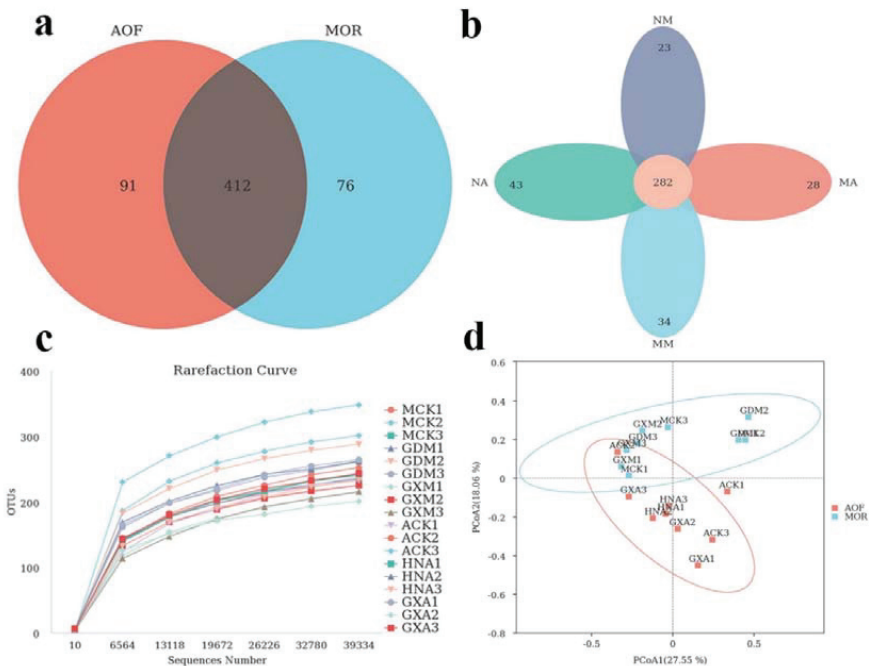 a
AOF
MOR
91
412
76
b
NM
23
NA
43
282
28
MA
34
MM
c
Rarefaction Curve
OTUs
400
300
200
100
0
10
6564
13118
19672
26226
32780
39334
Sequences Number
MCK1
MCK2
MCK3
GDM1
GDM2
GDM3
GXM1
GXM2
GXM3
ACK1
ACK2
ACK3
HNA1
HNA2
HNA3
GXA1
GXA2
GXA3
d
PCoA2(18.06 %)
0.6
0.4
0.2
0
-0.2
-0.4
-0.6
-0.8
-0.5
0
0.5
PCoA1(27.55 %)
GDM2
GXM2
MCK3
GDM3
GXM1
MCK1
ACK1
GXA3
HNA3
HNA1
GXA2
ACK3
GXA1
AOF
MOR